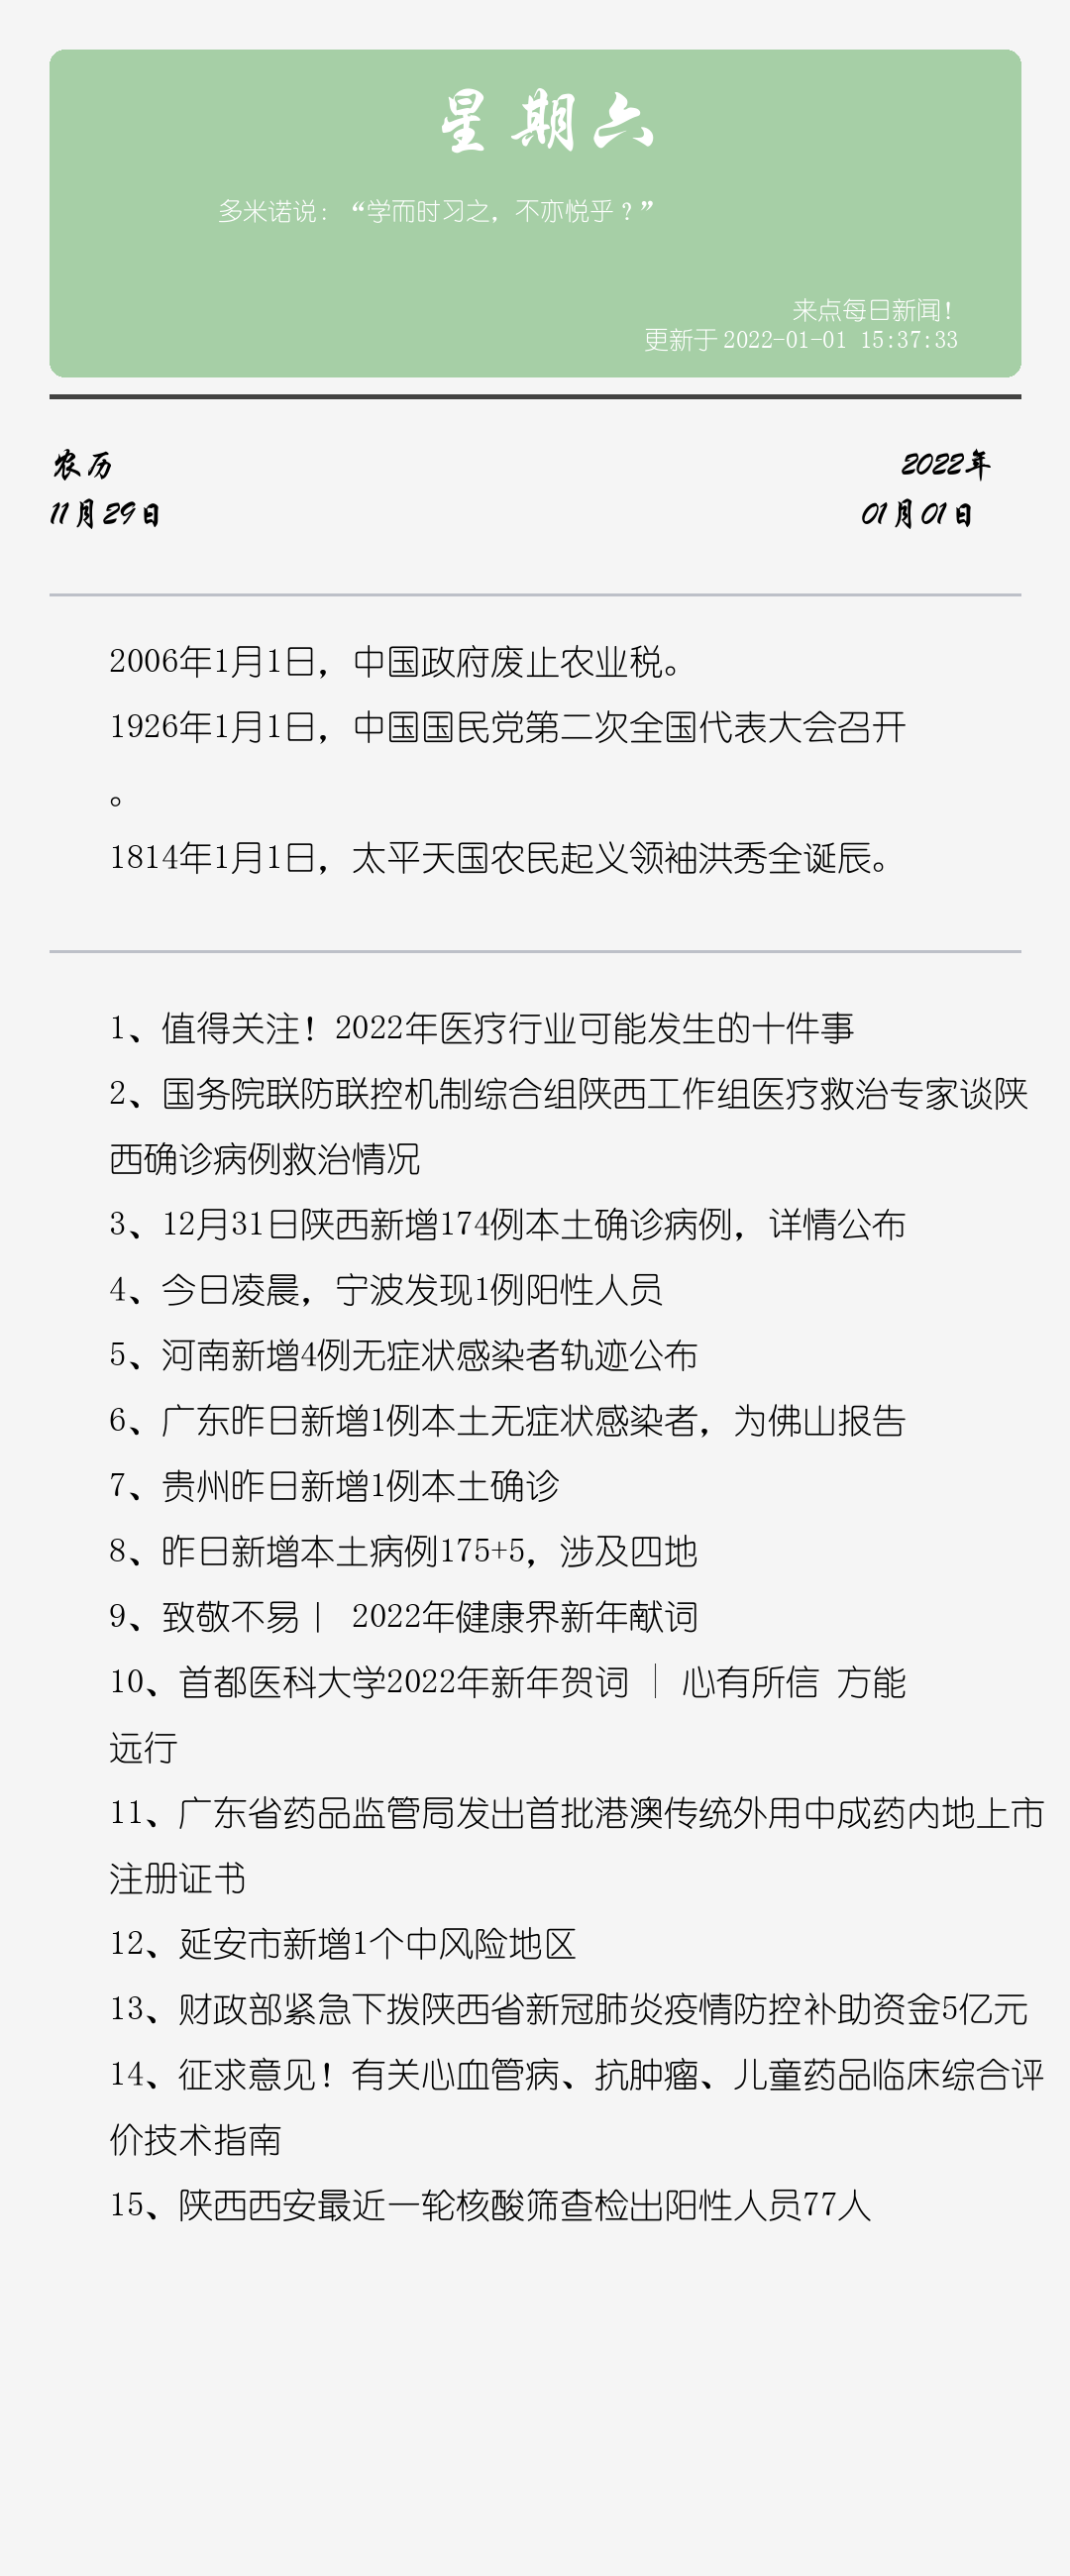 星期六
多米诺说：“学而时习之，不亦悦乎？”
来点每日新闻！
更新于 2022-01-01 15:37:33
农历
2022年
11月29日
01月01日
2006年1月1日，中国政府废止农业税。
1926年1月1日，中国国民党第二次全国代表大会召开
。
1814年1月1日，太平天国农民起义领袖洪秀全诞辰。
1、值得关注！2022年医疗行业可能发生的十件事
2、国务院联防联控机制综合组陕西工作组医疗救治专家谈陕
西确诊病例救治情况
3、12月31日陕西新增174例本土确诊病例，详情公布
4、今日凌晨，宁波发现1例阳性人员
5、河南新增4例无症状感染者轨迹公布
6、广东昨日新增1例本土无症状感染者，为佛山报告
7、贵州昨日新增1例本土确诊
8、昨日新增本土病例175+5，涉及四地
9、致敬不易丨 2022年健康界新年献词
10、首都医科大学2022年新年贺词 | 心有所信 方能
远行
11、广东省药品监管局发出首批港澳传统外用中成药内地上市
注册证书
12、延安市新增1个中风险地区
13、财政部紧急下拨陕西省新冠肺炎疫情防控补助资金5亿元
14、征求意见！有关心血管病、抗肿瘤、儿童药品临床综合评
价技术指南
15、陕西西安最近一轮核酸筛查检出阳性人员77人